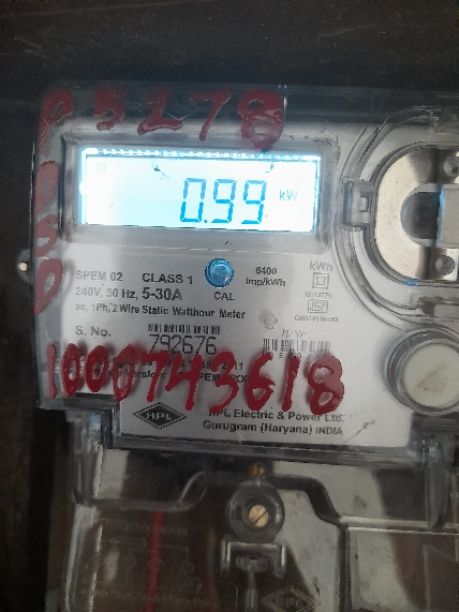 05278
0.99 kW
SPEM 02 CLASS 1 6400 imp/kWh kWh
240V, 50 Hz, 5-30A CAL
ac, 1Ph, 2 Wire Static Watthour Meter
S. No. 792676
1000743618
HPL HPL Electric & Power Ltd.
Gurugram (Haryana) INDIA